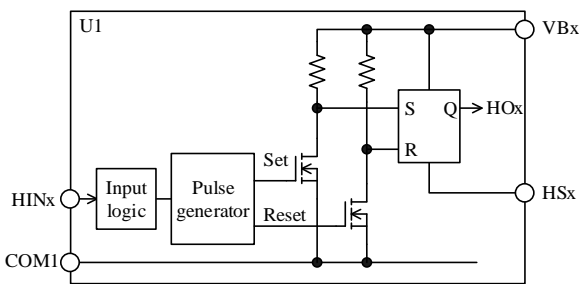 U1
VBx
S
Q
HOx
R
Set
HINx
Input
logic
Pulse
generator
HSx
Reset
COM1